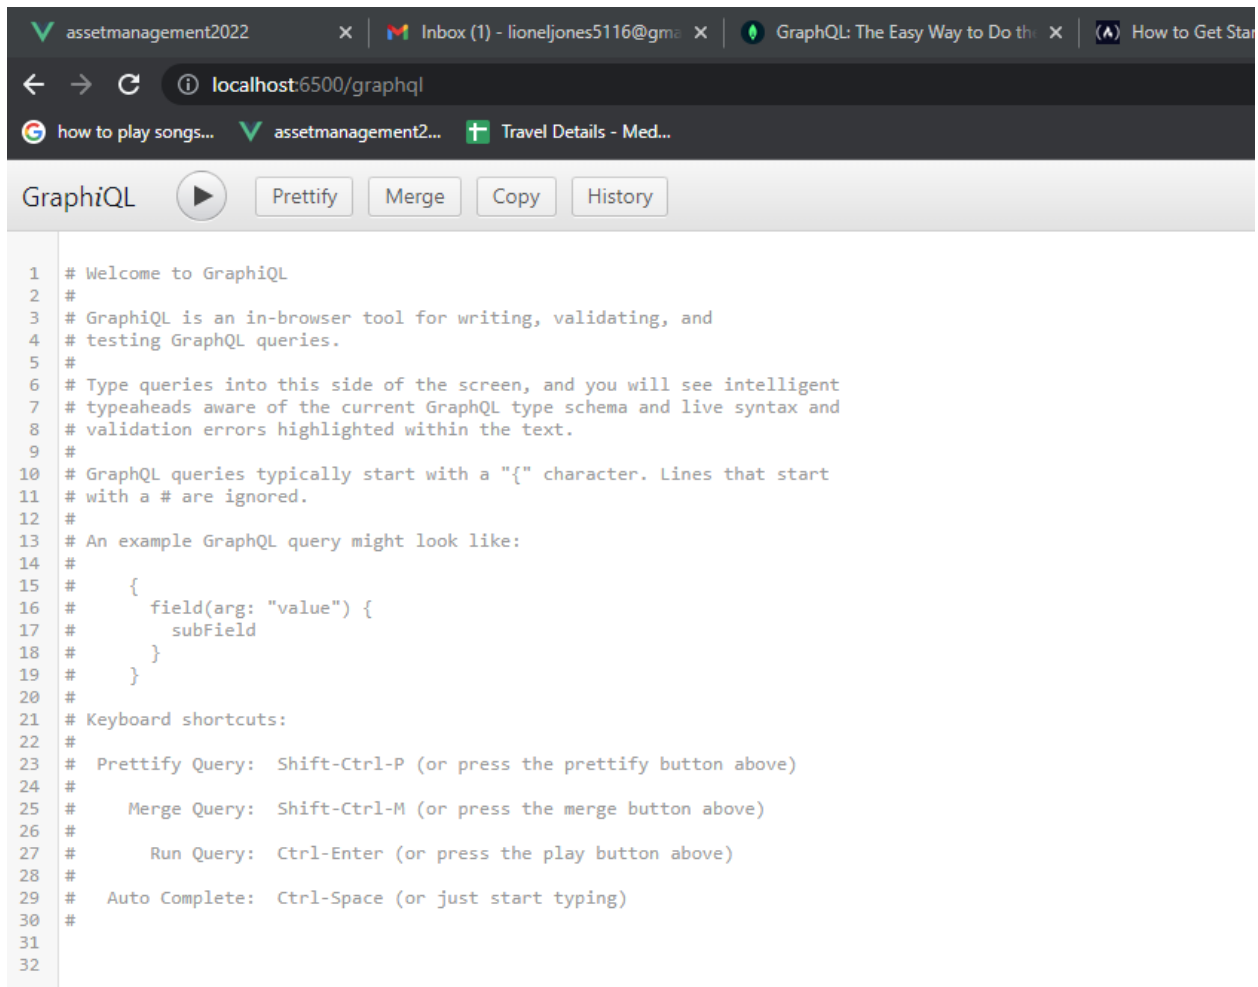 assetmanagement2022 Inbox (1) - lioneljones5116@gma GraphQL: The Easy Way to Do th How to Get Star
localhost:6500/graphql
how to play songs... assetmanagement2... Travel Details - Med...
GraphiQL Prettify Merge Copy History
1 # Welcome to GraphiQL
2 #
3 # GraphiQL is an in-browser tool for writing, validating, and
4 # testing GraphQL queries.
5 #
6 # Type queries into this side of the screen, and you will see intelligent
7 # typeaheads aware of the current GraphQL type schema and live syntax and
8 # validation errors highlighted within the text.
9 #
10 # GraphQL queries typically start with a "{" character. Lines that start
11 # with a # are ignored.
12 #
13 # An example GraphQL query might look like:
14 #
15 #     {
16 #       field(arg: "value") {
17 #         subField
18 #       }
19 #     }
20 #
21 # Keyboard shortcuts:
22 #
23 #  Prettify Query:  Shift-Ctrl-P (or press the prettify button above)
24 #
25 #     Merge Query:  Shift-Ctrl-M (or press the merge button above)
26 #
27 #       Run Query:  Ctrl-Enter (or press the play button above)
28 #
29 #   Auto Complete:  Ctrl-Space (or just start typing)
30 #
31
32